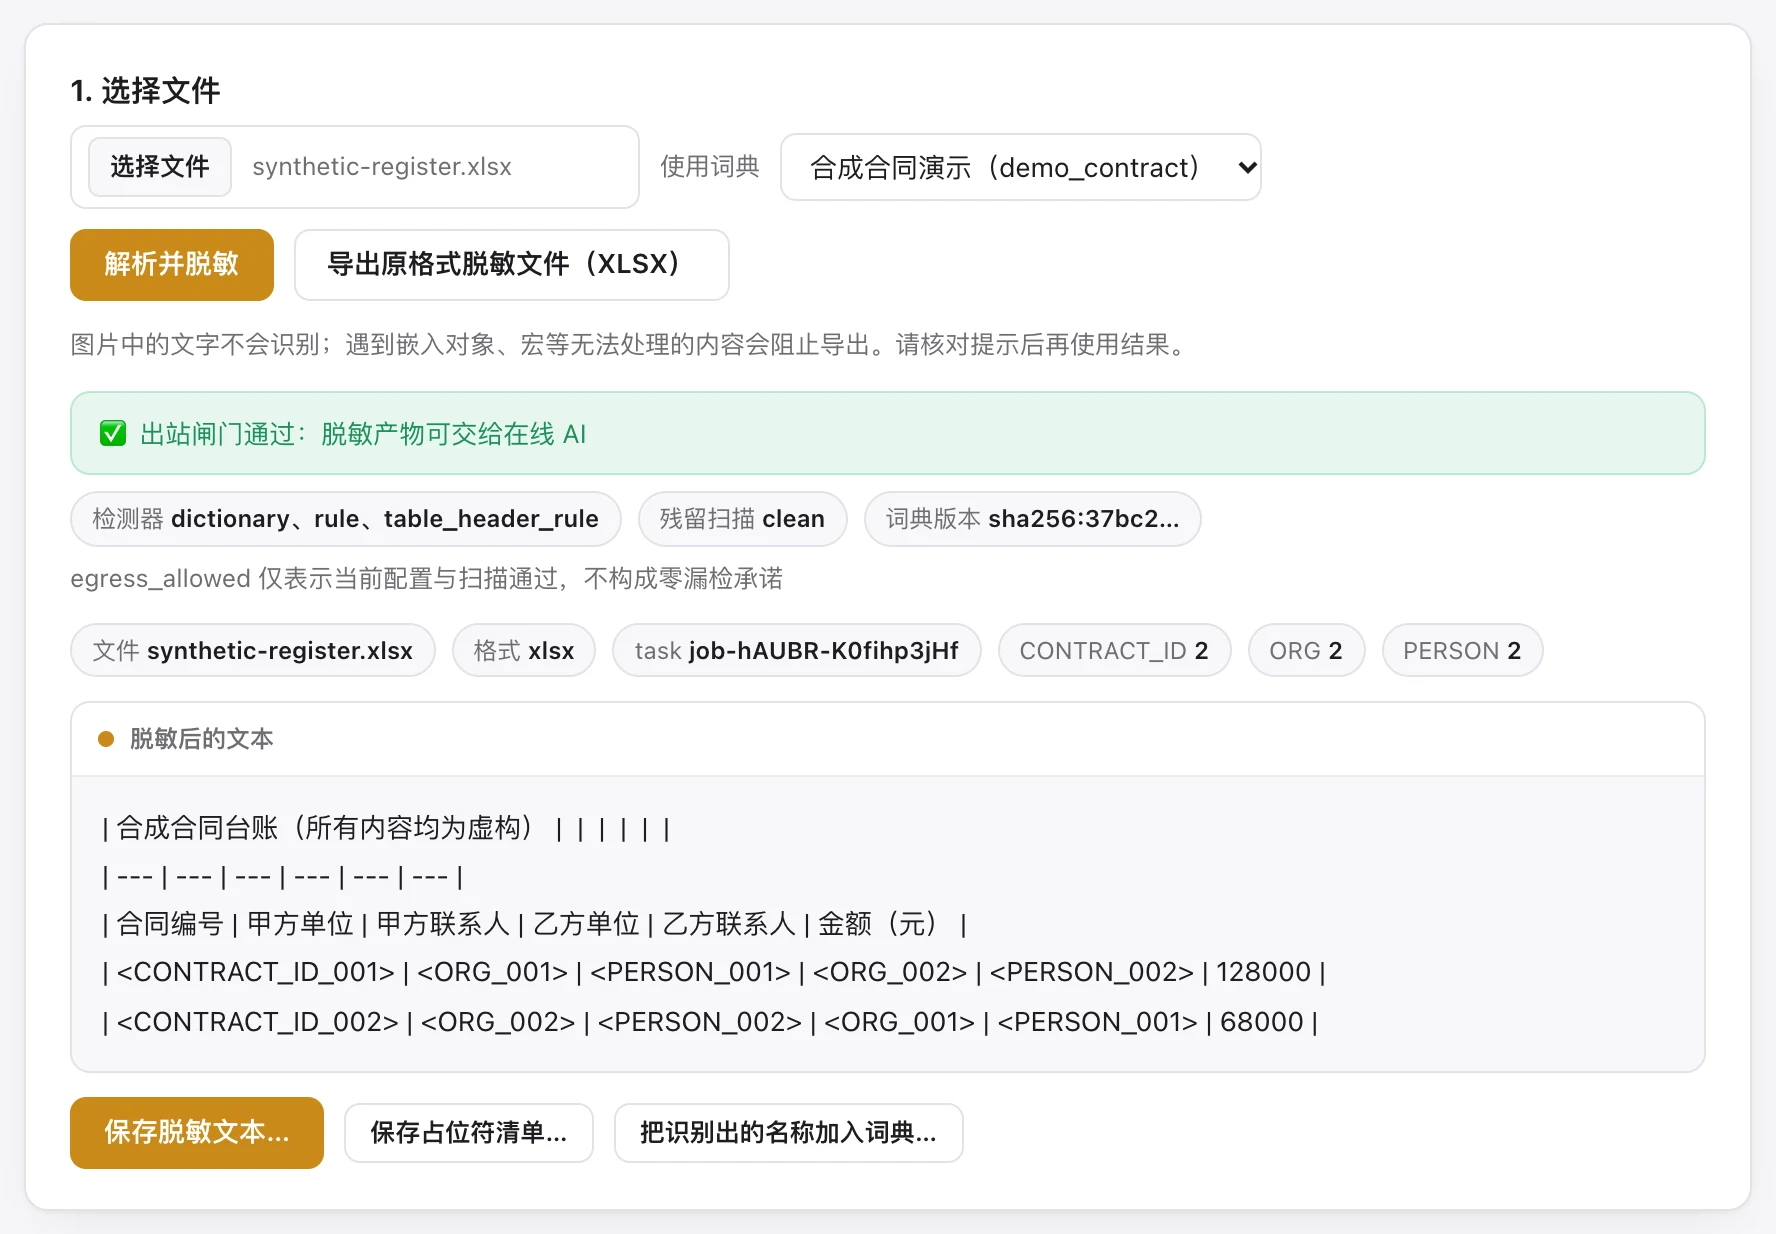 1. 选择文件
选择文件 synthetic-register.xlsx 使用词典 合成合同演示（demo_contract）
解析并脱敏 导出原格式脱敏文件（XLSX）
图片中的文字不会识别；遇到嵌入对象、宏等无法处理的内容会阻止导出。请核对提示后再使用结果。
✅ 出站闸门通过：脱敏产物可交给在线 AI
检测器 dictionary、rule、table_header_rule 残留扫描 clean 词典版本 sha256:37bc2...
egress_allowed 仅表示当前配置与扫描通过，不构成零漏检承诺
文件 synthetic-register.xlsx 格式 xlsx task job-hAUBR-K0fihp3jHf CONTRACT_ID 2 ORG 2 PERSON 2
脱敏后的文本
| 合成合同台账（所有内容均为虚构） | | | | | |
| --- | --- | --- | --- | --- | --- |
| 合同编号 | 甲方单位 | 甲方联系人 | 乙方单位 | 乙方联系人 | 金额（元） |
| <CONTRACT_ID_001> | <ORG_001> | <PERSON_001> | <ORG_002> | <PERSON_002> | 128000 |
| <CONTRACT_ID_002> | <ORG_002> | <PERSON_002> | <ORG_001> | <PERSON_001> | 68000 |
保存脱敏文本... 保存占位符清单... 把识别出的名称加入词典...